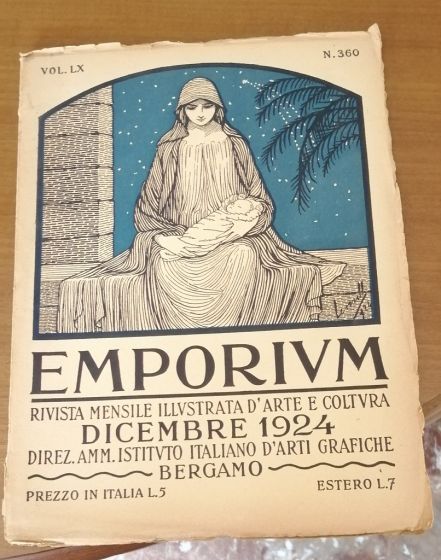 VOL. LX
N. 360
EMPORIVM
RIVISTA MENSILE ILLVSTRATA D'ARTE E COLTVRA
DICEMBRE 1924
DIREZ. AMM. ISTITVTO ITALIANO D'ARTI GRAFICHE
BERGAMO
PREZZO IN ITALIA L.5
ESTERO L.7